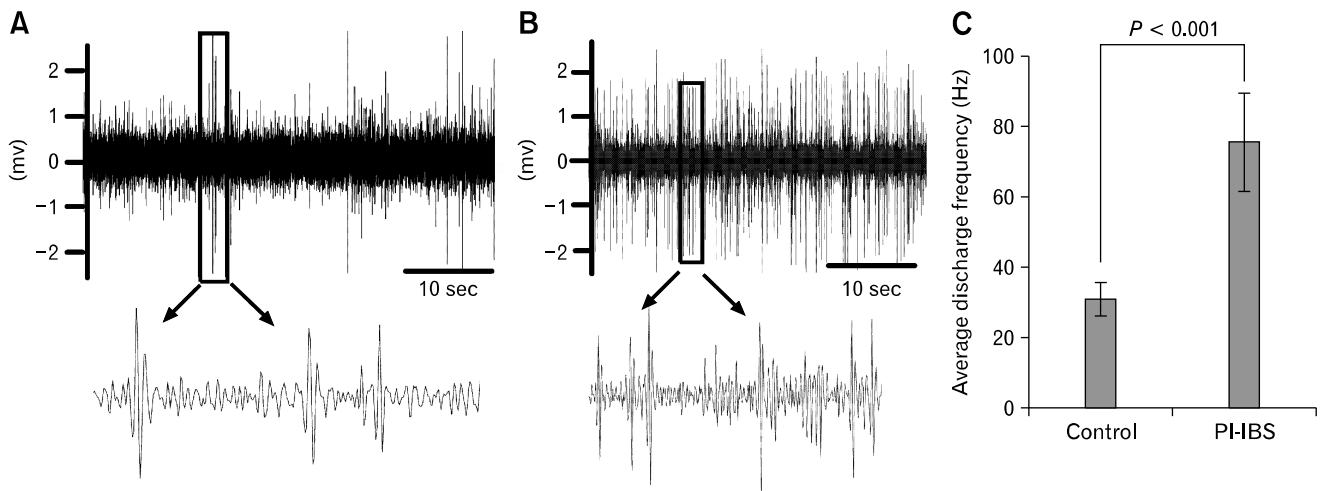 A
2
1
0
−1
−2
(mv)
10 sec
B
2
1
0
−1
−2
(mv)
10 sec
C
P < 0.001
100
80
60
40
20
0
Average discharge frequency (Hz)
Control
PI-IBS